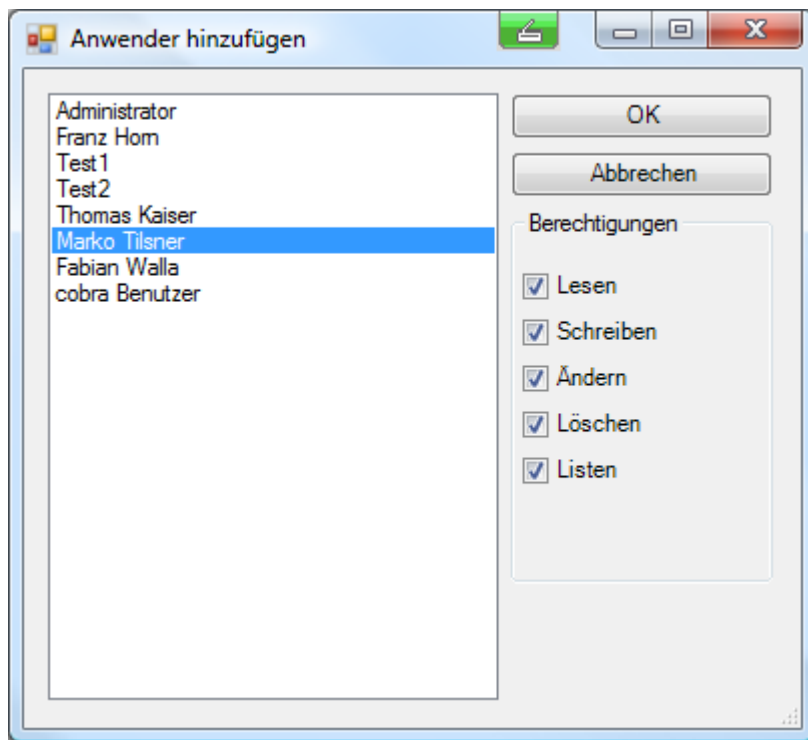 Anwender hinzufügen
Administrator
Franz Horn
Test1
Test2
Thomas Kaiser
Marko Tilsner
Fabian Walla
cobra Benutzer
OK
Abbrechen
Berechtigungen
Lesen
Schreiben
Ändern
Löschen
Listen